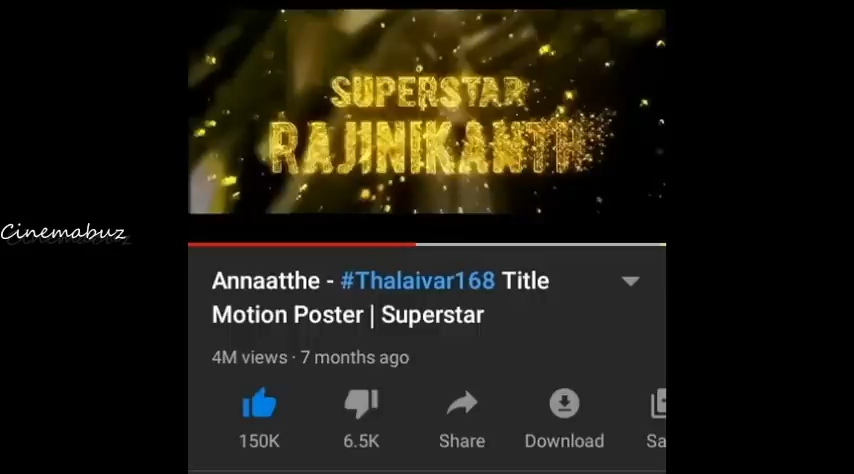 SUPERSTAR
RAJINIKANTH
Cinemabuz
Annaatthe - #Thalaivar168 Title
Motion Poster | Superstar
4M views · 7 months ago
150K 6.5K Share Download Sa